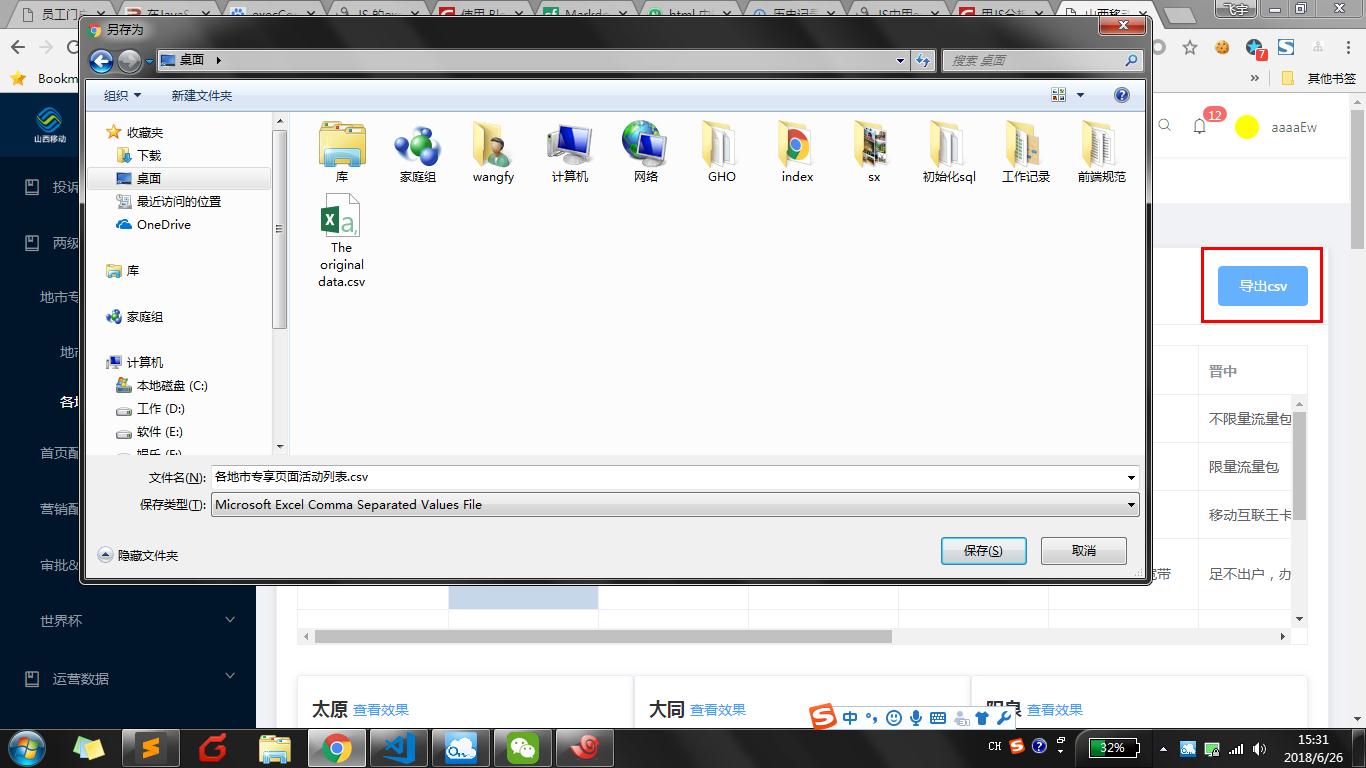 员工门户
在JavaS
execCo
JS 的ex
使用 Blo
Markdo
html 中
历史记录
JS中用
用JS分析
山西移动
飞宇
另存为
桌面
搜索 桌面
Bookm
»
其他书签
组织
新建文件夹
收藏夹
下载
桌面
最近访问的位置
OneDrive
库
家庭组
计算机
本地磁盘 (C:)
工作 (D:)
软件 (E:)
娱乐 (F:)
库
家庭组
wangfy
计算机
网络
GHO
index
sx
初始化sql
工作记录
前端规范
The
original
data.csv
文件名(N):
各地市专享页面活动列表.csv
保存类型(T):
Microsoft Excel Comma Separated Values File
隐藏文件夹
保存(S)
取消
山西移动
投诉
两级
地市专
地市
各地
首页配
营销配
审批&
世界杯
运营数据
7
12
aaaaEw
导出csv
晋中
不限量流量包
限量流量包
移动互联王卡
宽带
足不出户，办
太原 查看效果
大同 查看效果
阳泉 查看效果
中
CH
32%
15:31
2018/6/26